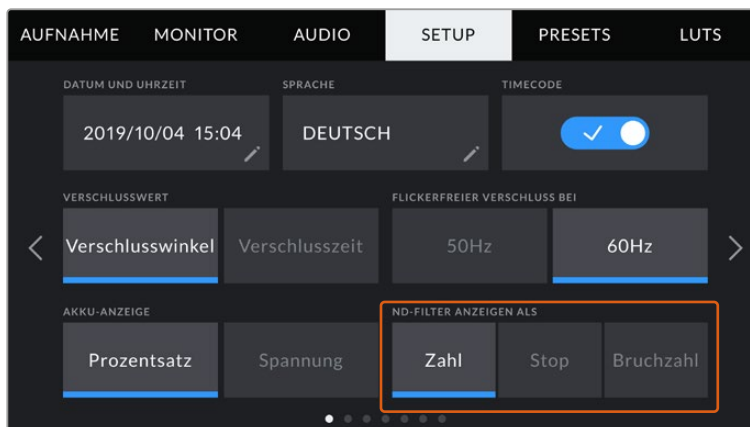 AUFNAHME MONITOR AUDIO SETUP PRESETS LUTS
DATUM UND UHRZEIT SPRACHE TIMECODE
2019/10/04 15:04 DEUTSCH
VERSCHLUSSWERT FLICKERFREIER VERSCHLUSS BEI
Verschlusswinkel Verschlusszeit 50Hz 60Hz
AKKU-ANZEIGE ND-FILTER ANZEIGEN ALS
Prozentsatz Spannung Zahl Stop Bruchzahl